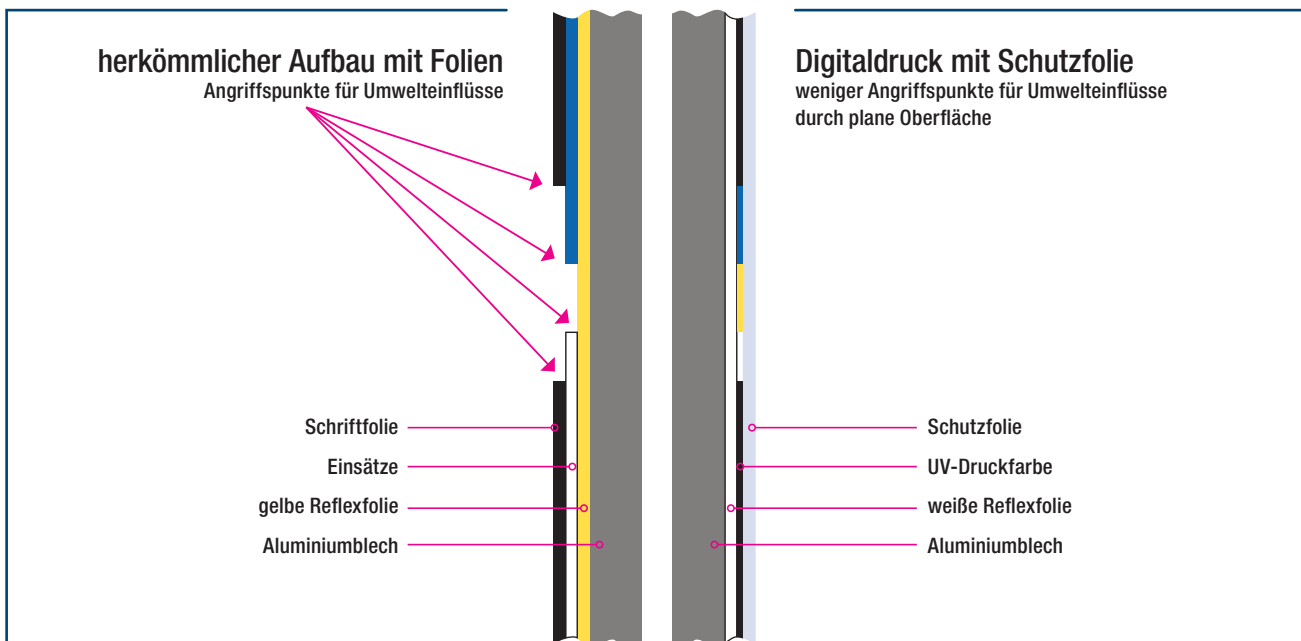 herkömmlicher Aufbau mit Folien
Angriffspunkte für Umwelteinflüsse
Schriftfolie
Einsätze
gelbe Reflexfolie
Aluminiumblech
Digitaldruck mit Schutzfolie
weniger Angriffspunkte für Umwelteinflüsse
durch plane Oberfläche
Schutzfolie
UV-Druckfarbe
weiße Reflexfolie
Aluminiumblech